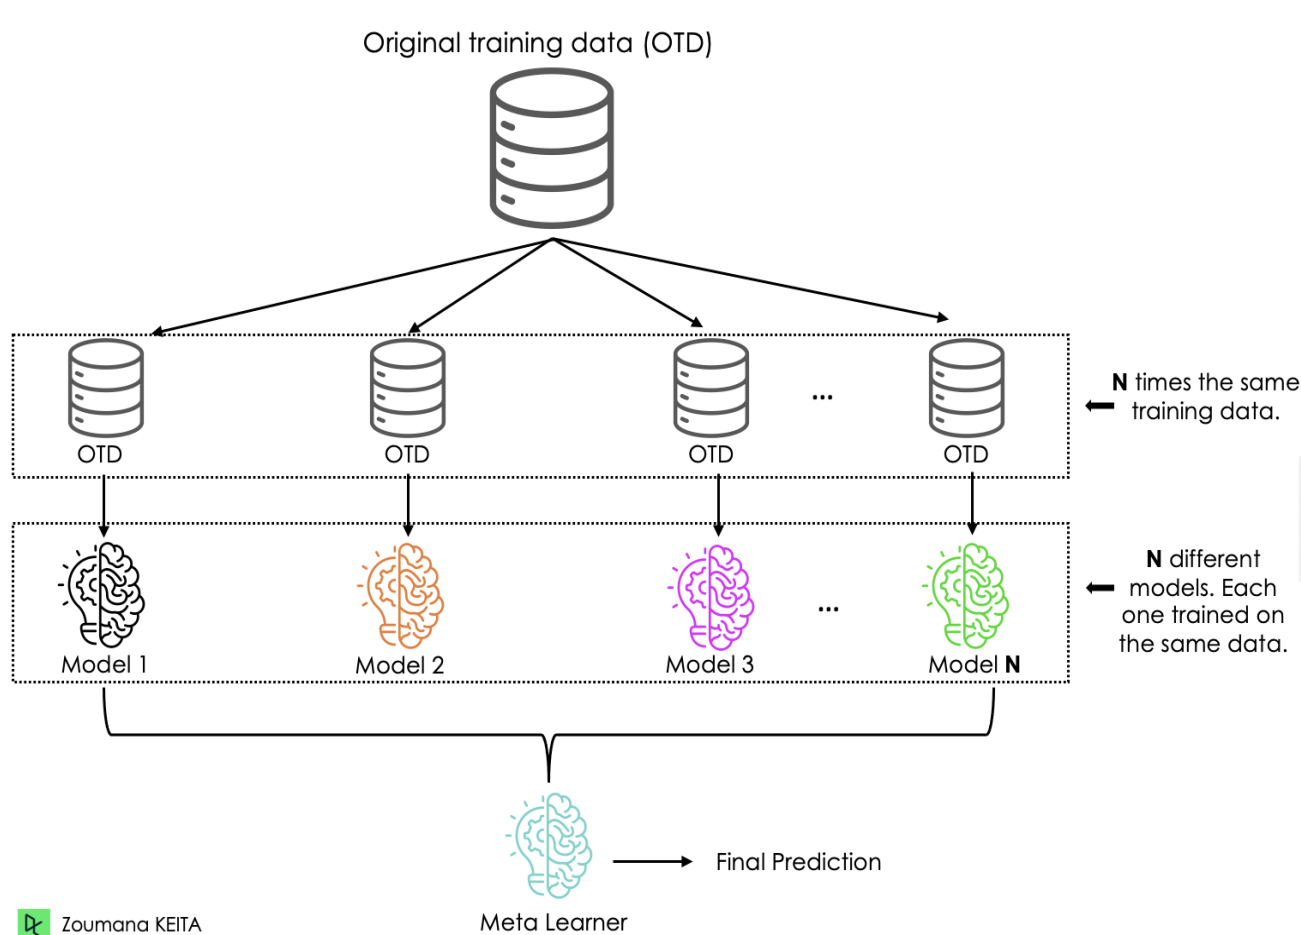 Original training data (OTD)
OTD
OTD
OTD
...
OTD
N times the same
training data.
Model 1
Model 2
Model 3
...
Model N
N different
models. Each
one trained on
the same data.
Meta Learner
Final Prediction
Zoumana KEITA